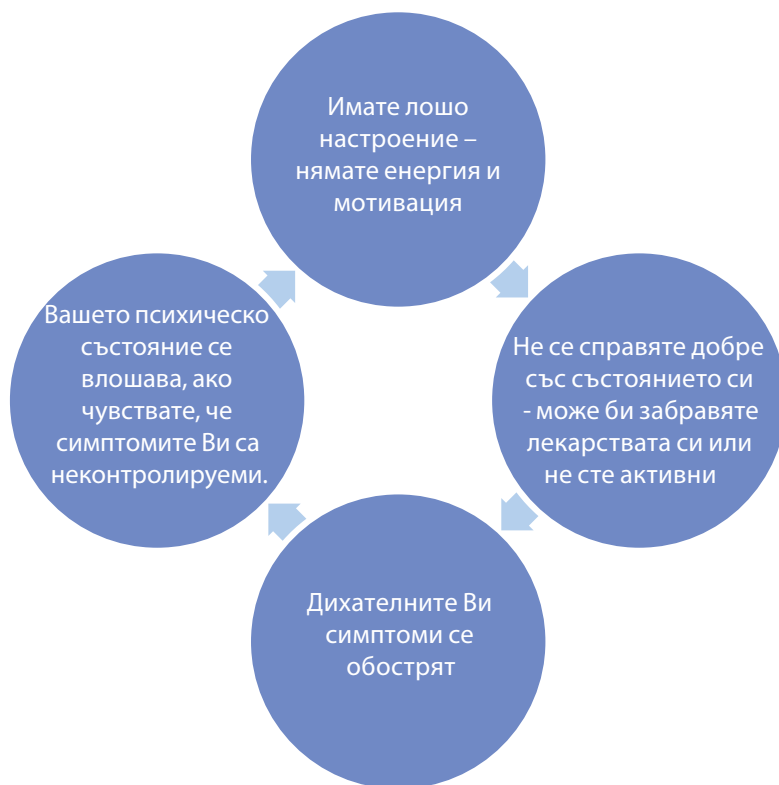 Имате лошо
настроение –
нямате енергия и
мотивация
Не се справяте добре
със състоянието си
- може би забравяте
лекарствата си или
не сте активни
Дихателните Ви
симптоми се
обострят
Вашето психическо
състояние се
влошава, ако
чувствате, че
симптомите Ви са
неконтролируеми.